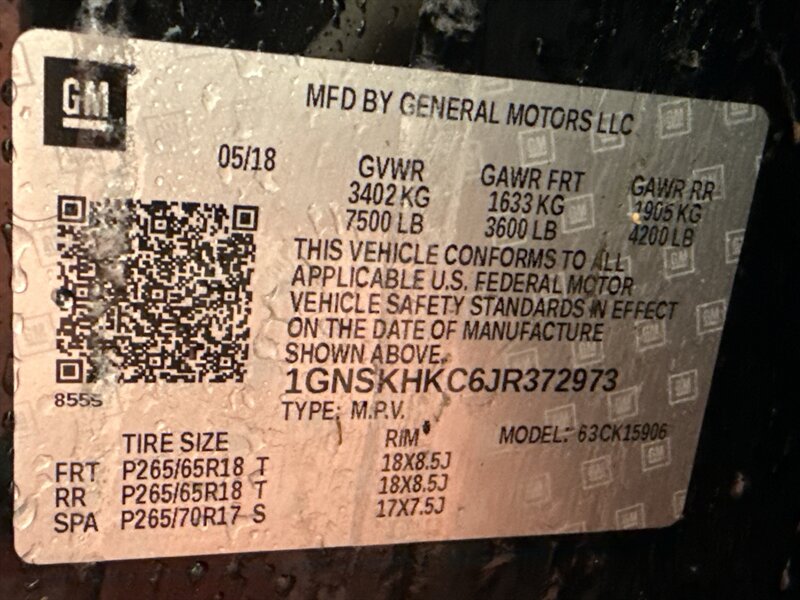 GM
MFD BY GENERAL MOTORS LLC
05/18
GVWR
3402 KG
7500 LB
GAWR FRT
1633 KG
3600 LB
GAWR RR
1905 KG
4200 LB
THIS VEHICLE CONFORMS TO ALL
APPLICABLE U.S. FEDERAL MOTOR
VEHICLE SAFETY STANDARDS IN EFFECT
ON THE DATE OF MANUFACTURE
SHOWN ABOVE.
8555
1GNSKHKC6JR372973
TYPE: M.P.V.
MODEL: 63CK15906
TIRE SIZE RIM
FRT P265/65R18 T 18X8.5J
RR P265/65R18 T 18X8.5J
SPA P265/70R17 S 17X7.5J